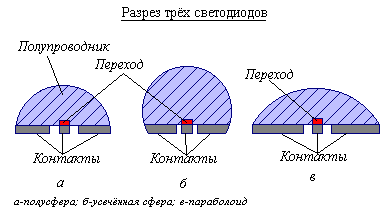 Разрез трёх светодиодов
Полупроводник
Переход
Переход
Контакты
Контакты
Контакты
а
б
в
а-полусфера; б-усечённая сфера; в-параболоид